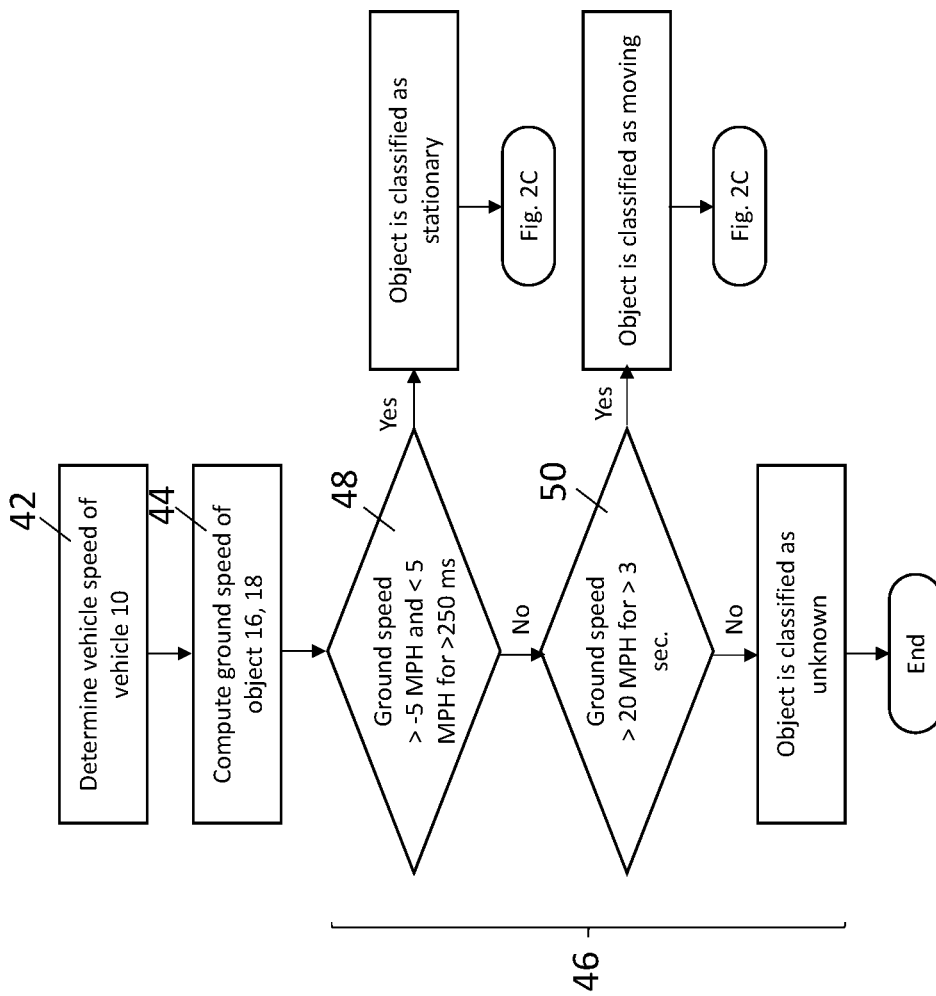 42
Determine vehicle speed of
vehicle 10
44
Compute ground speed of
object 16, 18
48
Ground speed
> -5 MPH and < 5
MPH for >250 ms
Yes
Object is classified as
stationary
Fig. 2C
No
50
Ground speed
> 20 MPH for > 3
sec.
Yes
Object is classified as moving
Fig. 2C
No
Object is classified as
unknown
End
46